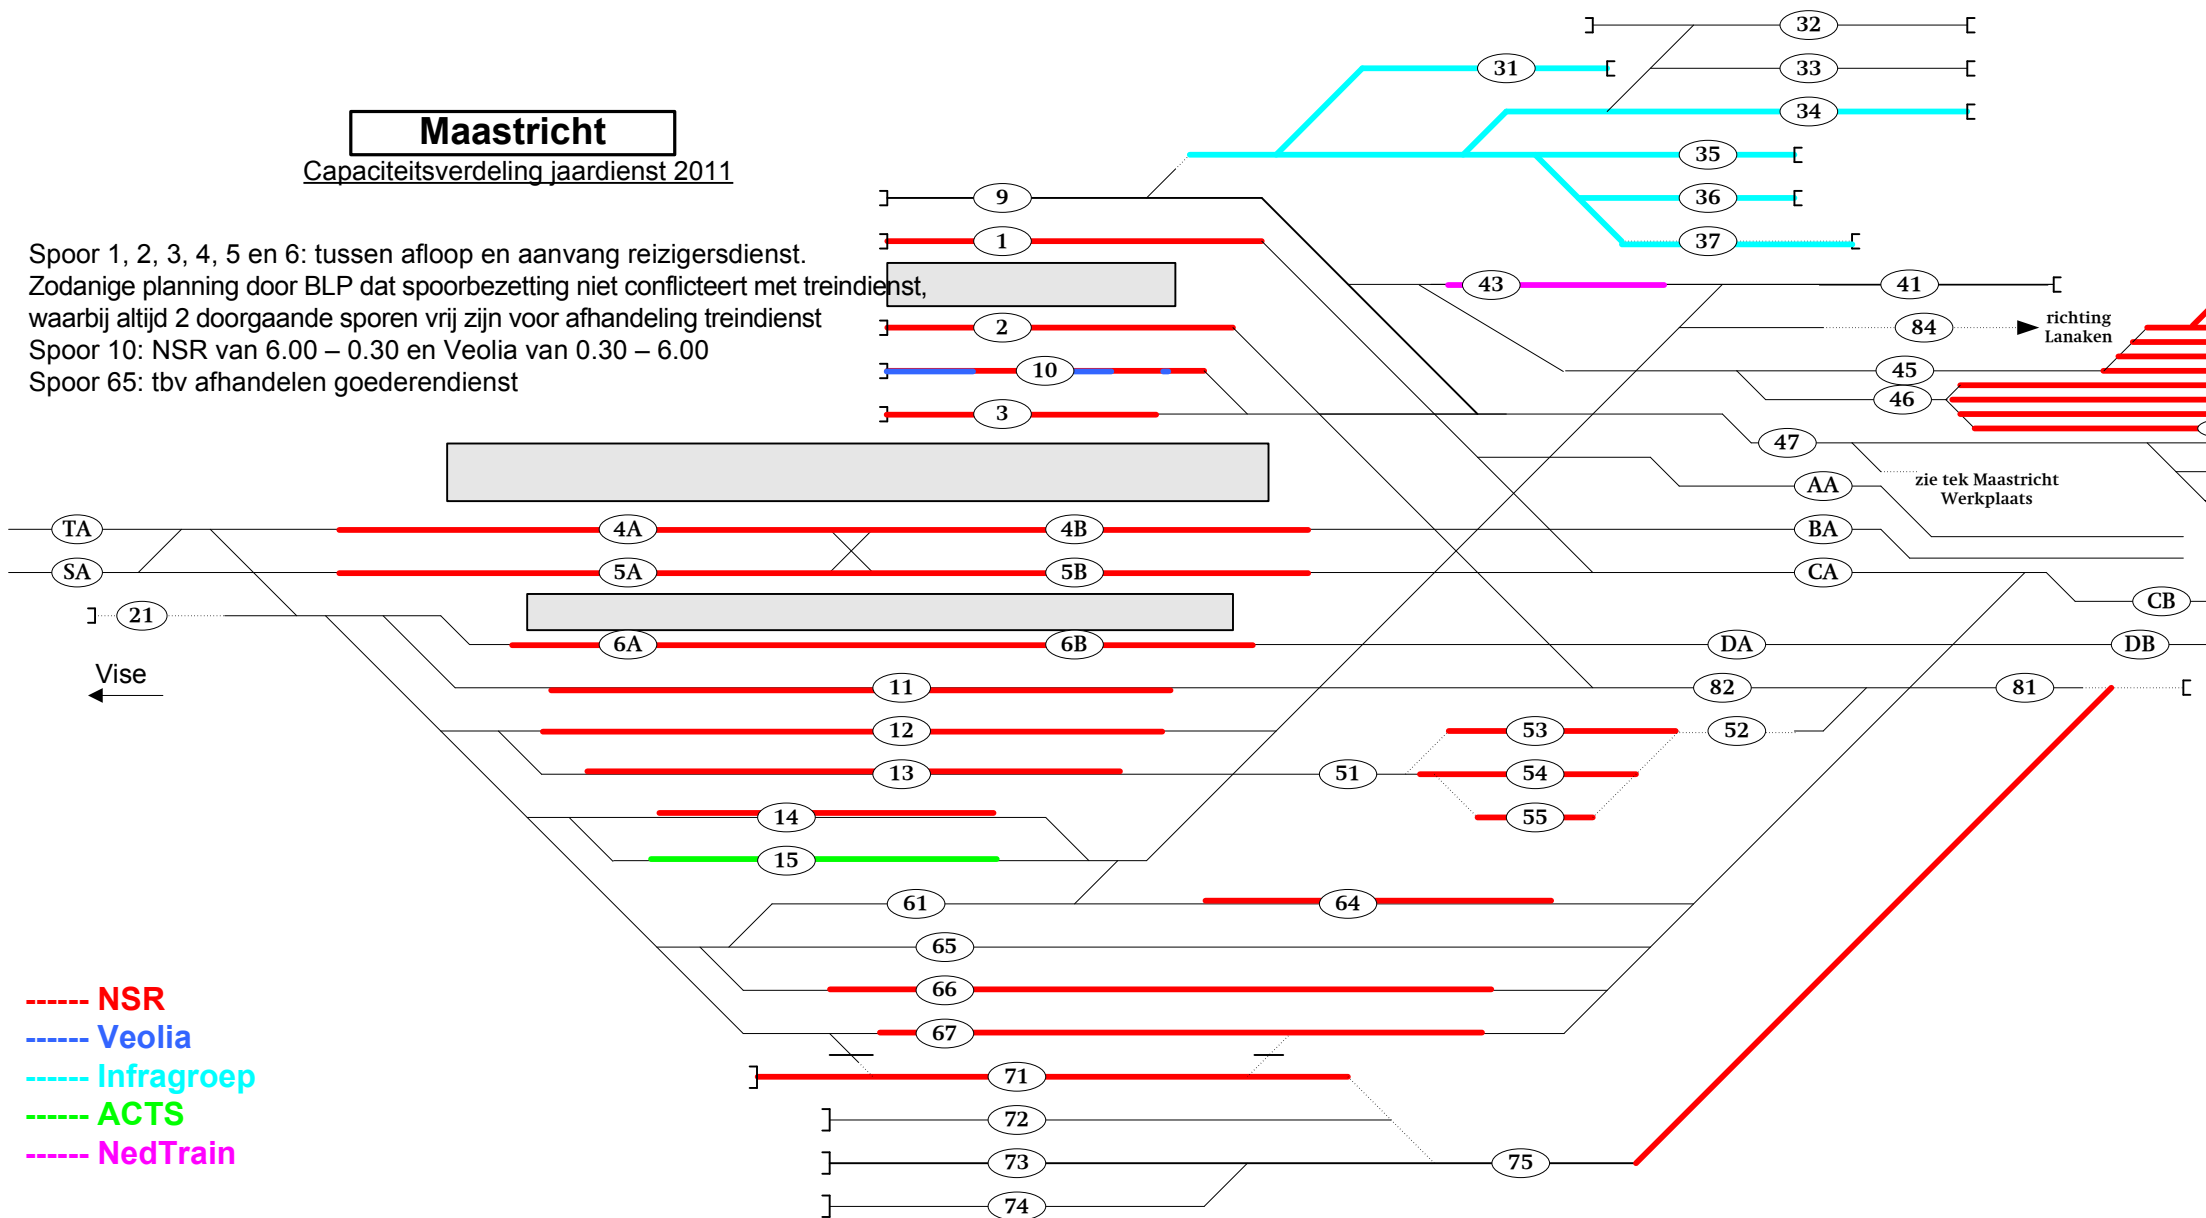 Maastricht
Capaciteitsverdeling jaardienst 2011
Spoor 1, 2, 3, 4, 5 en 6: tussen afloop en aanvang reizigersdienst.
Zodanige planning door BLP dat spoorbezetting niet conflicteert met treindienst,
waarbij altijd 2 doorgaande sporen vrij zijn voor afhandeling treindienst
Spoor 10: NSR van 6.00 – 0.30 en Veolia van 0.30 – 6.00
Spoor 65: tbv afhandelen goederendienst
32
31
33
34
35
9
36
1
37
43
41
2
84
richting
Lanaken
10
45
46
3
47
AA
zie tek Maastricht
Werkplaats
TA
4A
4B
BA
SA
5A
5B
CA
CB
21
6A
6B
DA
DB
Vise
11
82
81
12
53
52
13
51
54
14
55
15
61
64
65
66
67
71
72
73
75
74
------ NSR
------ Veolia
------ Infragroep
------ ACTS
------ NedTrain